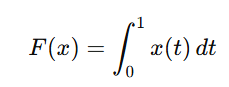 F(x) = ∫₀¹ x(t) dt